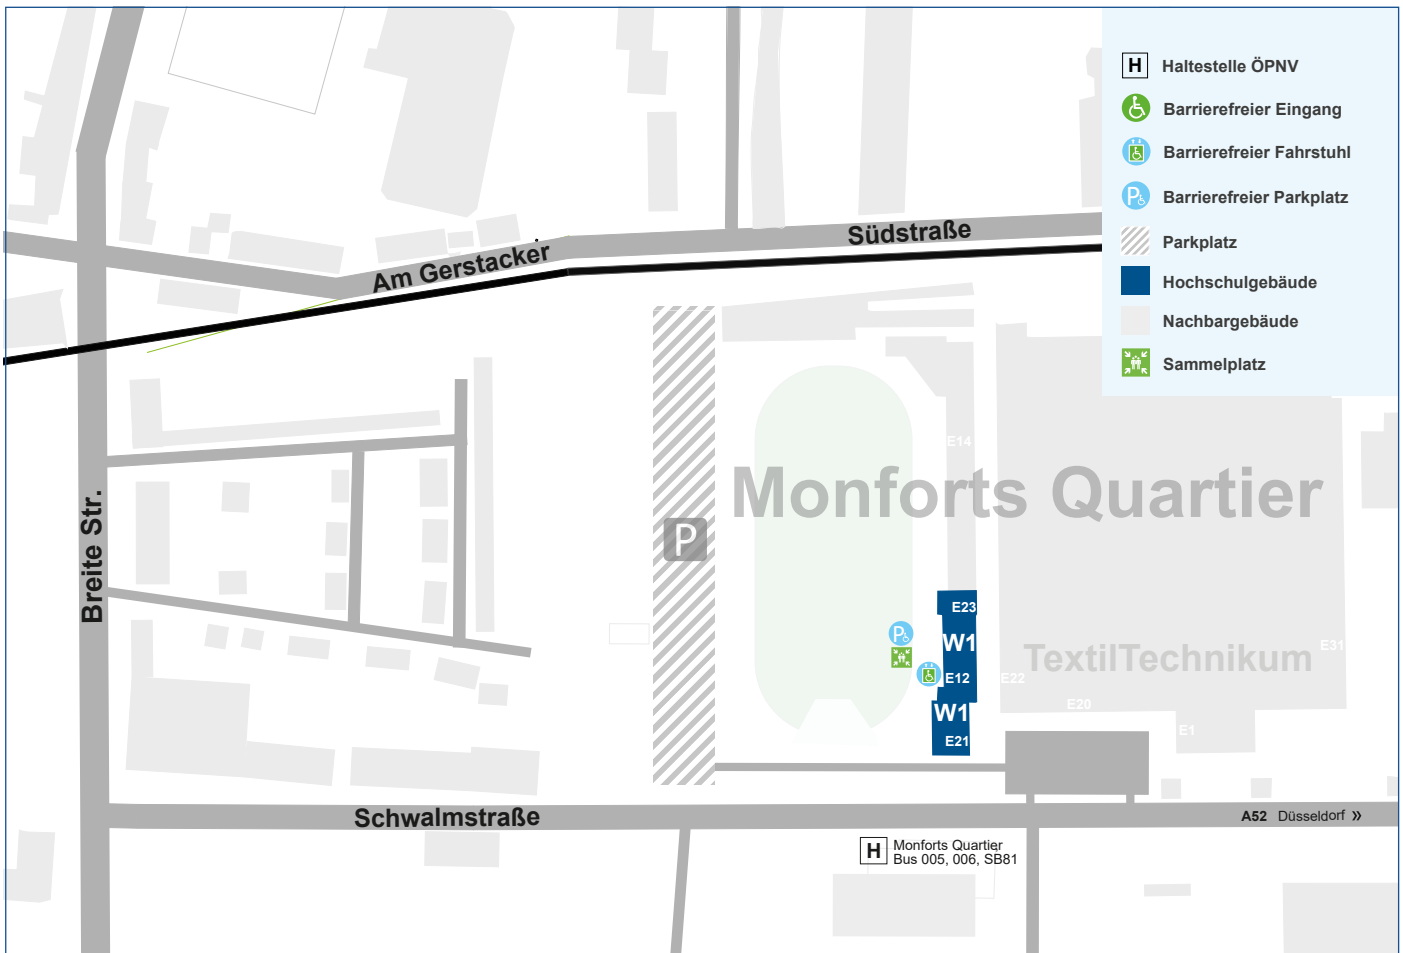 H Haltestelle ÖPNV
Barrierefreier Eingang
Barrierefreier Fahrstuhl
P Barrierefreier Parkplatz
Parkplatz
Hochschulgebäude
Nachbargebäude
Sammelplatz
Südstraße
Am Gerstacker
E14
Monforts Quartier
Breite Str.
P
E23
P
W1
TextilTechnikum
E31
E12
E22
E20
W1
E1
E21
Schwalmstraße
A52 Düsseldorf »
H Monforts Quartier
Bus 005, 006, SB81